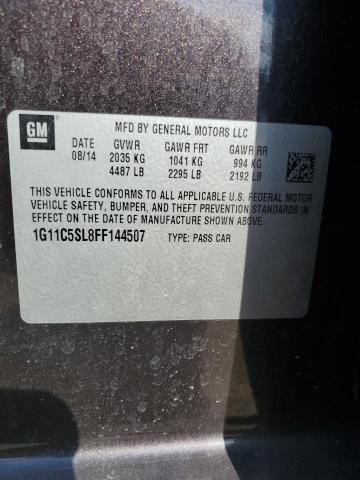 GM
MFD BY GENERAL MOTORS LLC
DATE GVWR GAWR FRT GAWR RR
08/14 2035 KG 1041 KG 994 KG
4487 LB 2295 LB 2192 LB
THIS VEHICLE CONFORMS TO ALL APPLICABLE U.S. FEDERAL MOTOR
VEHICLE SAFETY, BUMPER, AND THEFT PREVENTION STANDARDS IN
EFFECT ON THE DATE OF MANUFACTURE SHOWN ABOVE.
1G11C5SL8FF144507 TYPE: PASS CAR